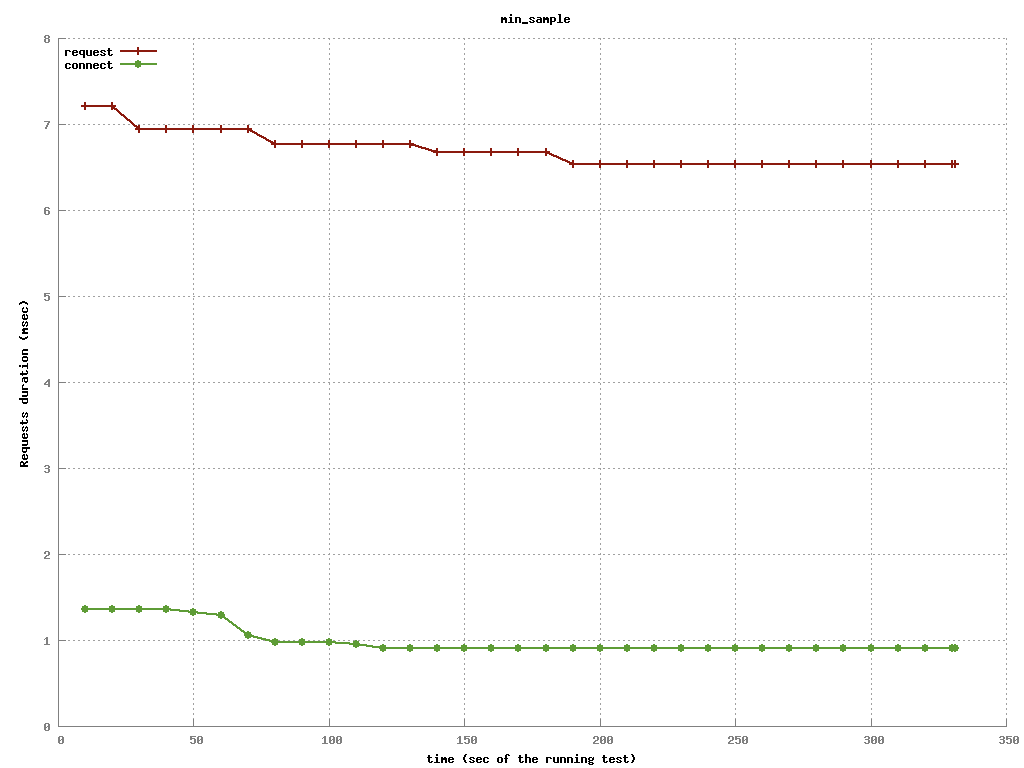 min_sample
8
request
connect
7
6
5
4
3
2
1
0
Requests duration (msec)
0 50 100 150 200 250 300 350
time (sec of the running test)